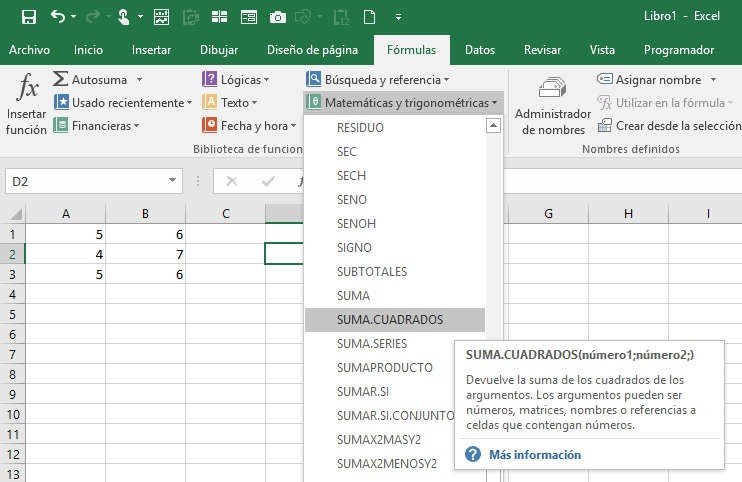 Libro1 - Excel
Archivo Inicio Insertar Dibujar Diseño de página Fórmulas Datos Revisar Vista Programador
fx
Insertar
función
Autosuma
Usado recientemente
Financieras
Lógicas
Texto
Fecha y hora
Búsqueda y referencia
Matemáticas y trigonométricas
Biblioteca de funcion
Administrador
de nombres
Asignar nombre
Utilizar en la fórmula
Crear desde la selección
Nombres definidos
D2
A B C G H I
1 5 6
2 4 7
3 5 6
4
5
6
7
8
9
10
11
12
13
RESIDUO
SEC
SECH
SENO
SENOH
SIGNO
SUBTOTALES
SUMA
SUMA.CUADRADOS
SUMA.SERIES
SUMAPRODUCTO
SUMAR.SI
SUMAR.SI.CONJUNTO
SUMAX2MASY2
SUMAX2MENOSY2
SUMA.CUADRADOS(número1;número2;)
Devuelve la suma de los cuadrados de los
argumentos. Los argumentos pueden ser
números, matrices, nombres o referencias a
celdas que contengan números.
? Más información